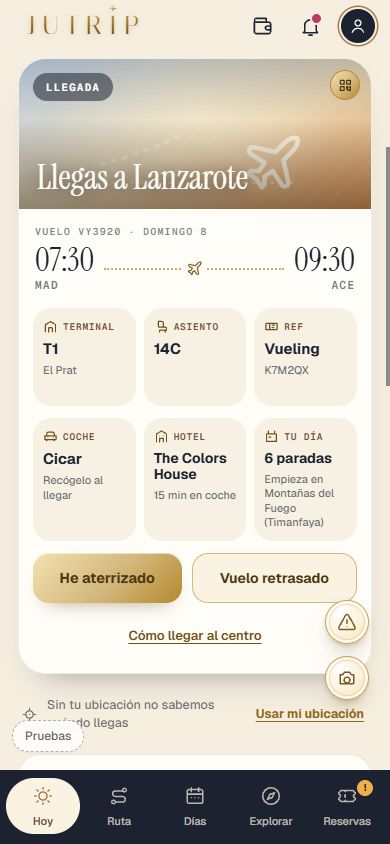 JUTRIP
LLEGADA
Llegas a Lanzarote
VUELO VY3920 · DOMINGO 8
07:30 09:30
MAD ACE
TERMINAL
T1
El Prat
ASIENTO
14C
REF
Vueling
K7M2QX
COCHE
Cicar
Recógelo al
llegar
HOTEL
The Colors
House
15 min en coche
TU DÍA
6 paradas
Empieza en
Montañas del
Fuego
(Timanfaya)
He aterrizado
Vuelo retrasado
Cómo llegar al centro
Sin tu ubicación no sabemos
do llegas
Usar mi ubicación
Pruebas
Hoy
Ruta
Días
Explorar
Reservas
!